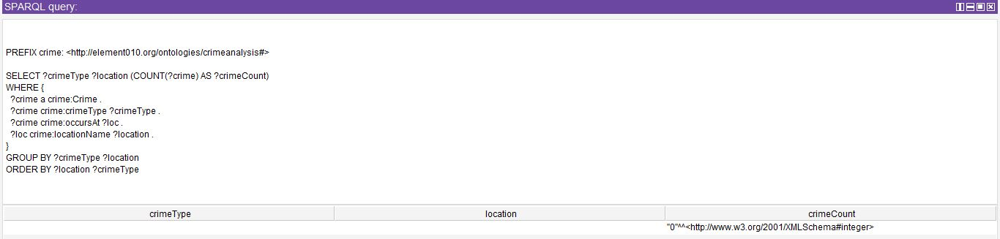 SPARQL query:
PREFIX crime: <http://element010.org/ontologies/crimeanalysis#>
SELECT ?crimeType ?location (COUNT(?crime) AS ?crimeCount)
WHERE {
?crime a crime:Crime .
?crime crime:crimeType ?crimeType .
?crime crime:occursAt ?loc .
?loc crime:locationName ?location .
}
GROUP BY ?crimeType ?location
ORDER BY ?location ?crimeType
crimeType location crimeCount
"0"^^<http://www.w3.org/2001/XMLSchema#integer>